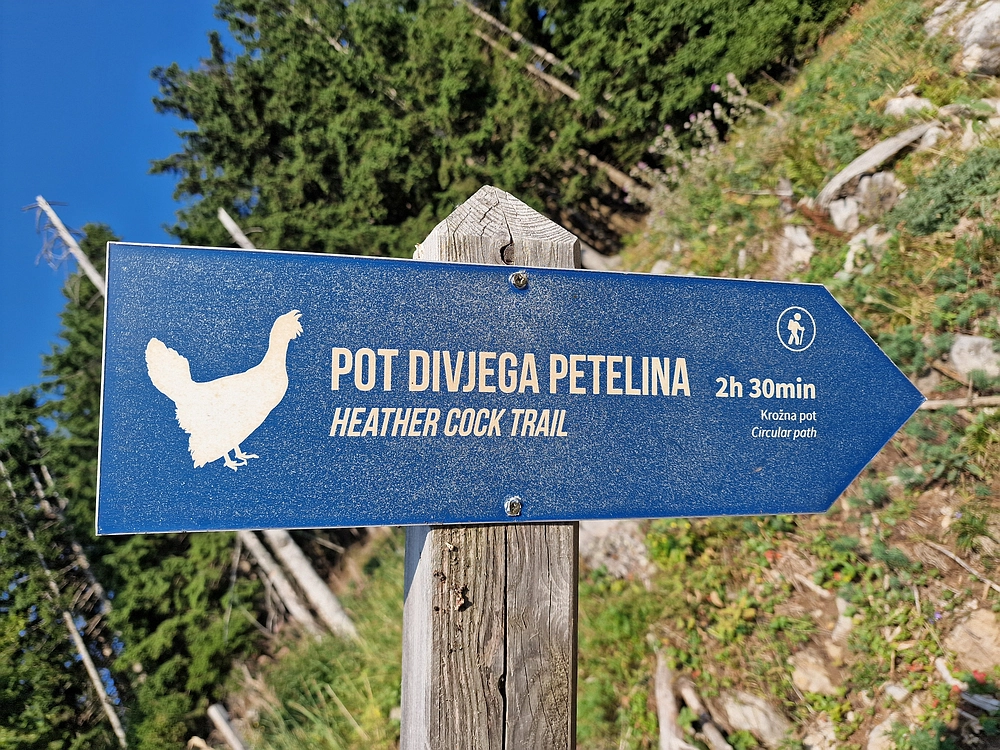 POT DIVJEGA PETELINA
HEATHER COCK TRAIL
2h 30min
Krožna pot
Circular path